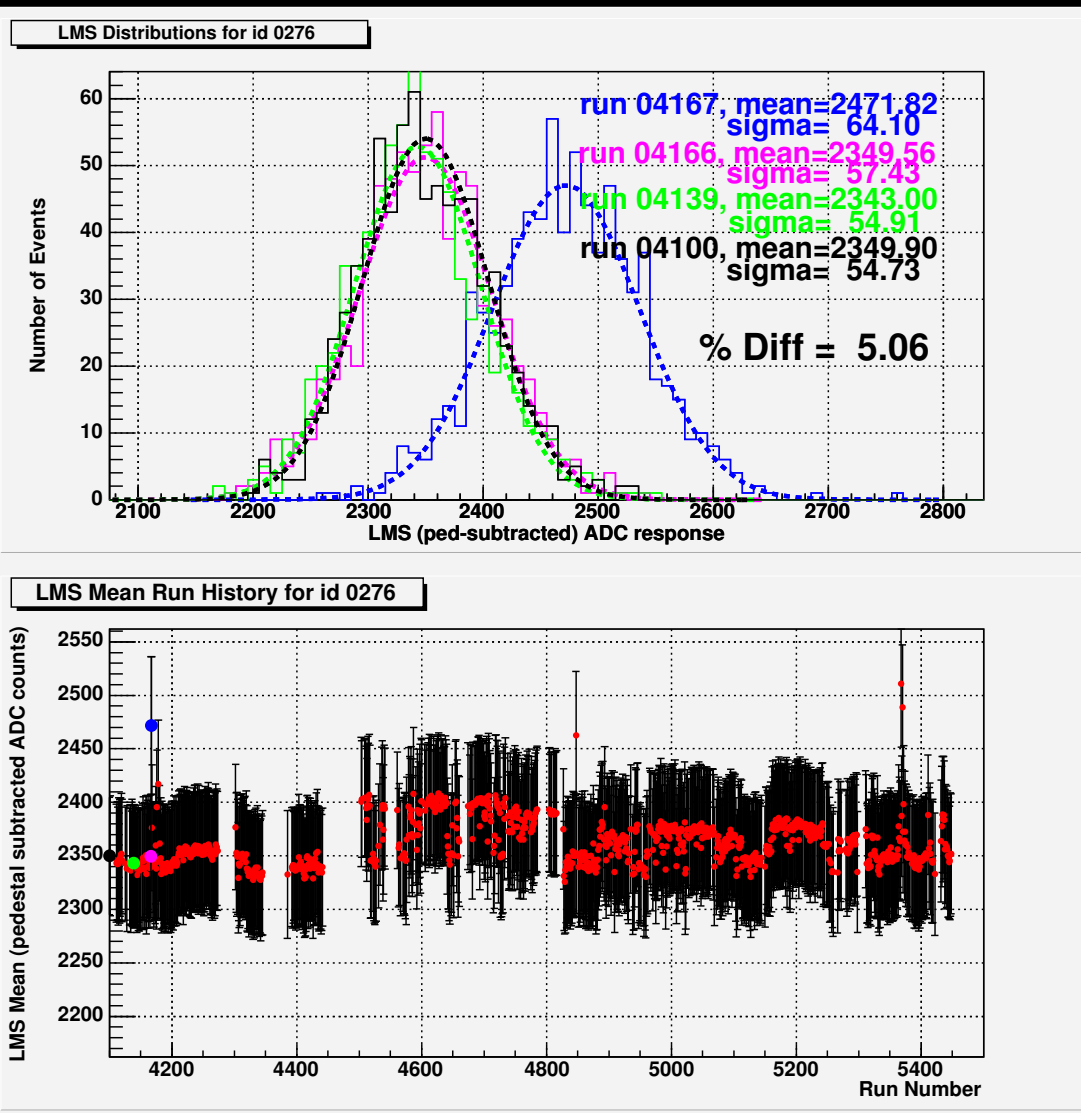 LMS Distributions for id 0276
60
50
40
30
20
10
0
Number of Events
run 04167, mean=2471.82
sigma= 64.10
run 04166, mean=2349.56
sigma= 57.43
run 04139, mean=2343.00
sigma= 54.91
run 04100, mean=2349.90
sigma= 54.73
% Diff = 5.06
2100 2200 2300 2400 2500 2600 2700 2800
LMS (ped-subtracted) ADC response
LMS Mean Run History for id 0276
LMS Mean (pedestal subtracted ADC counts)
2550
2500
2450
2400
2350
2300
2250
2200
4200 4400 4600 4800 5000 5200 5400
Run Number